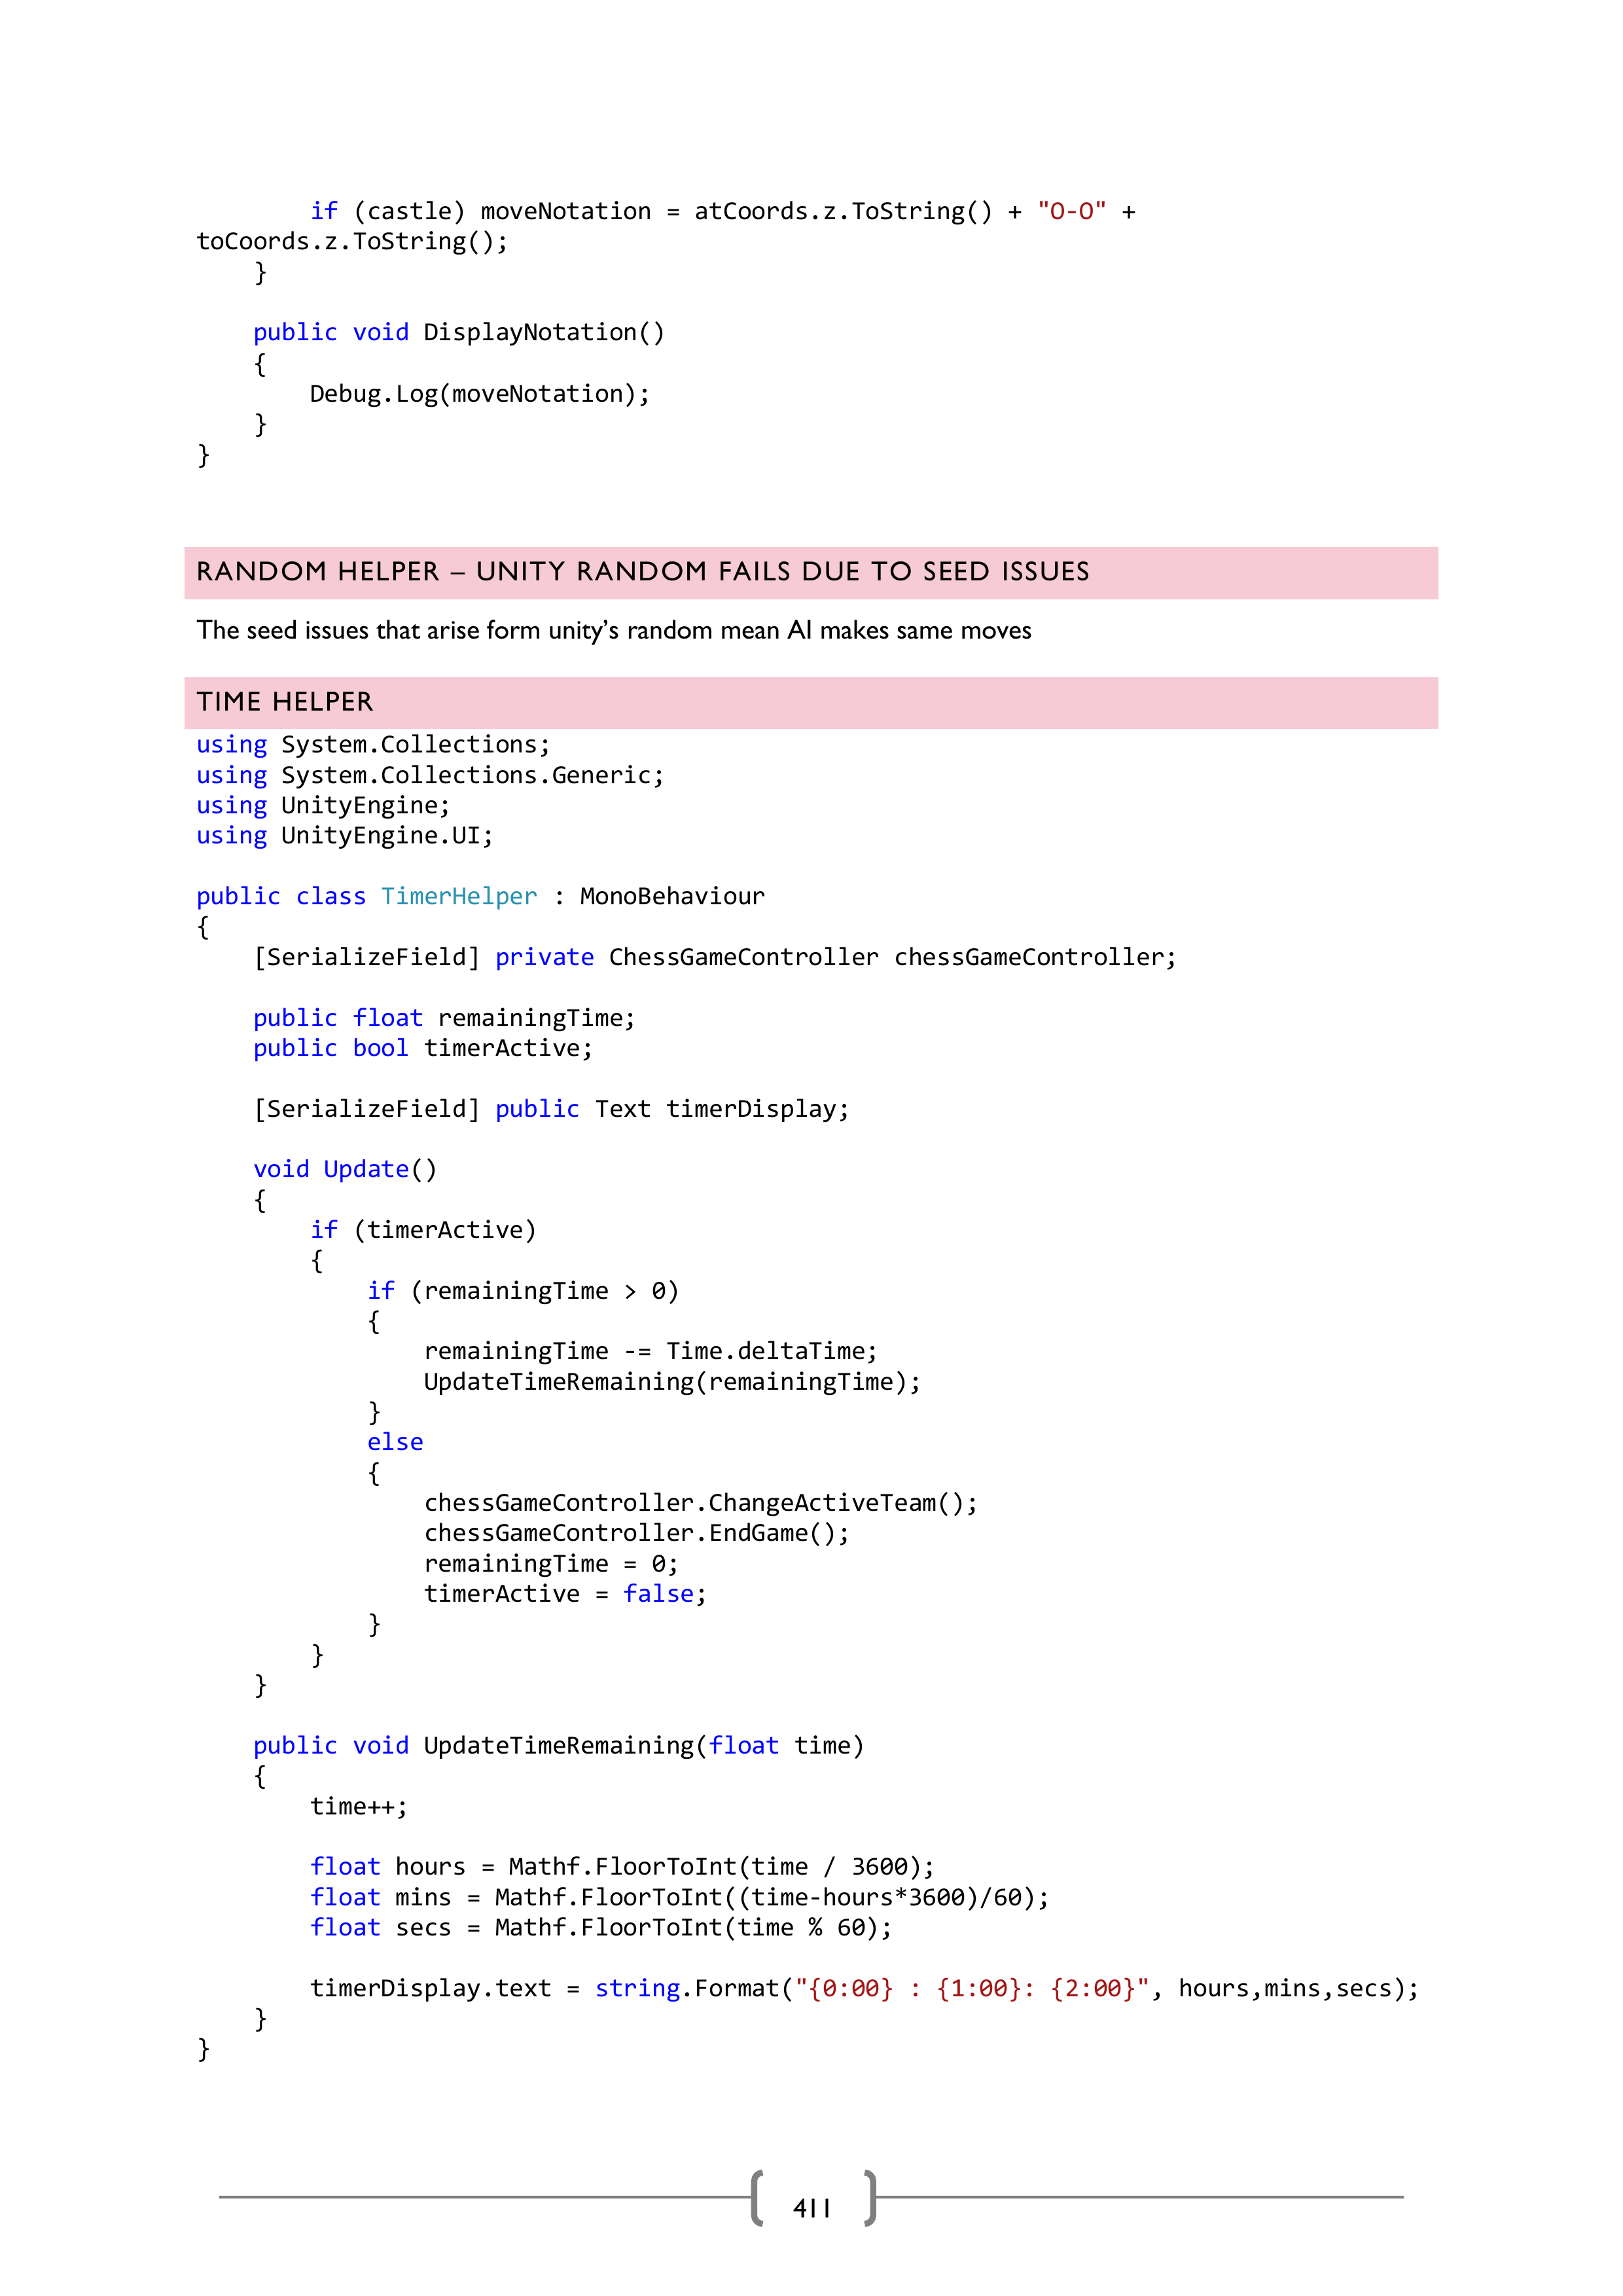 if (castle) moveNotation = atCoords.z.ToString() + "O-O" +
toCoords.z.ToString();
    }

    public void DisplayNotation()
    {
        Debug.Log(moveNotation);
    }
}

RANDOM HELPER – UNITY RANDOM FAILS DUE TO SEED ISSUES
The seed issues that arise form unity’s random mean AI makes same moves
TIME HELPER
using System.Collections;
using System.Collections.Generic;
using UnityEngine;
using UnityEngine.UI;

public class TimerHelper : MonoBehaviour
{
    [SerializeField] private ChessGameController chessGameController;

    public float remainingTime;
    public bool timerActive;

    [SerializeField] public Text timerDisplay;

    void Update()
    {
        if (timerActive)
        {
            if (remainingTime > 0)
            {
                remainingTime -= Time.deltaTime;
                UpdateTimeRemaining(remainingTime);
            }
            else
            {
                chessGameController.ChangeActiveTeam();
                chessGameController.EndGame();
                remainingTime = 0;
                timerActive = false;
            }
        }
    }

    public void UpdateTimeRemaining(float time)
    {
        time++;

        float hours = Mathf.FloorToInt(time / 3600);
        float mins = Mathf.FloorToInt((time-hours*3600)/60);
        float secs = Mathf.FloorToInt(time % 60);

        timerDisplay.text = string.Format("{0:00} : {1:00}: {2:00}", hours,mins,secs);
    }
}

411